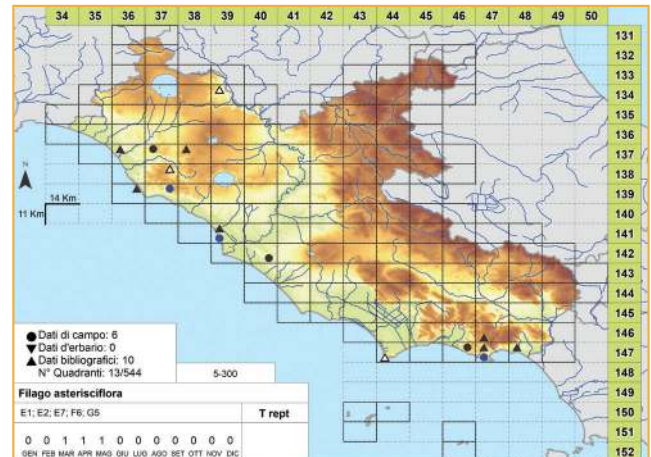 34 35 36 37 38 39 40 41 42 43 44 45 46 47 48 49 50
131
132
133
134
135
136
137
138
139
140
141
142
143
144
145
146
147
148
149
150
151
152
N
14 Km
11 Km
Dati di campo: 6
Dati d'erbario: 0
Dati bibliografici: 10
N° Quadranti: 13/544
5-300
Filago asterisciflora
E1; E2; E7; F6; G5
T rept
0 0 1 1 1 0 0 0 0 0 0 0
GEN FEB MAR APR MAG GIU LUG AGO SET OTT NOV DIC